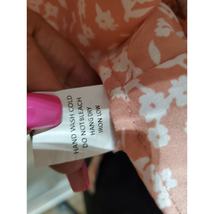 HAND WASH COLD
DO NOT BLEACH
HANG DRY
IRON LOW